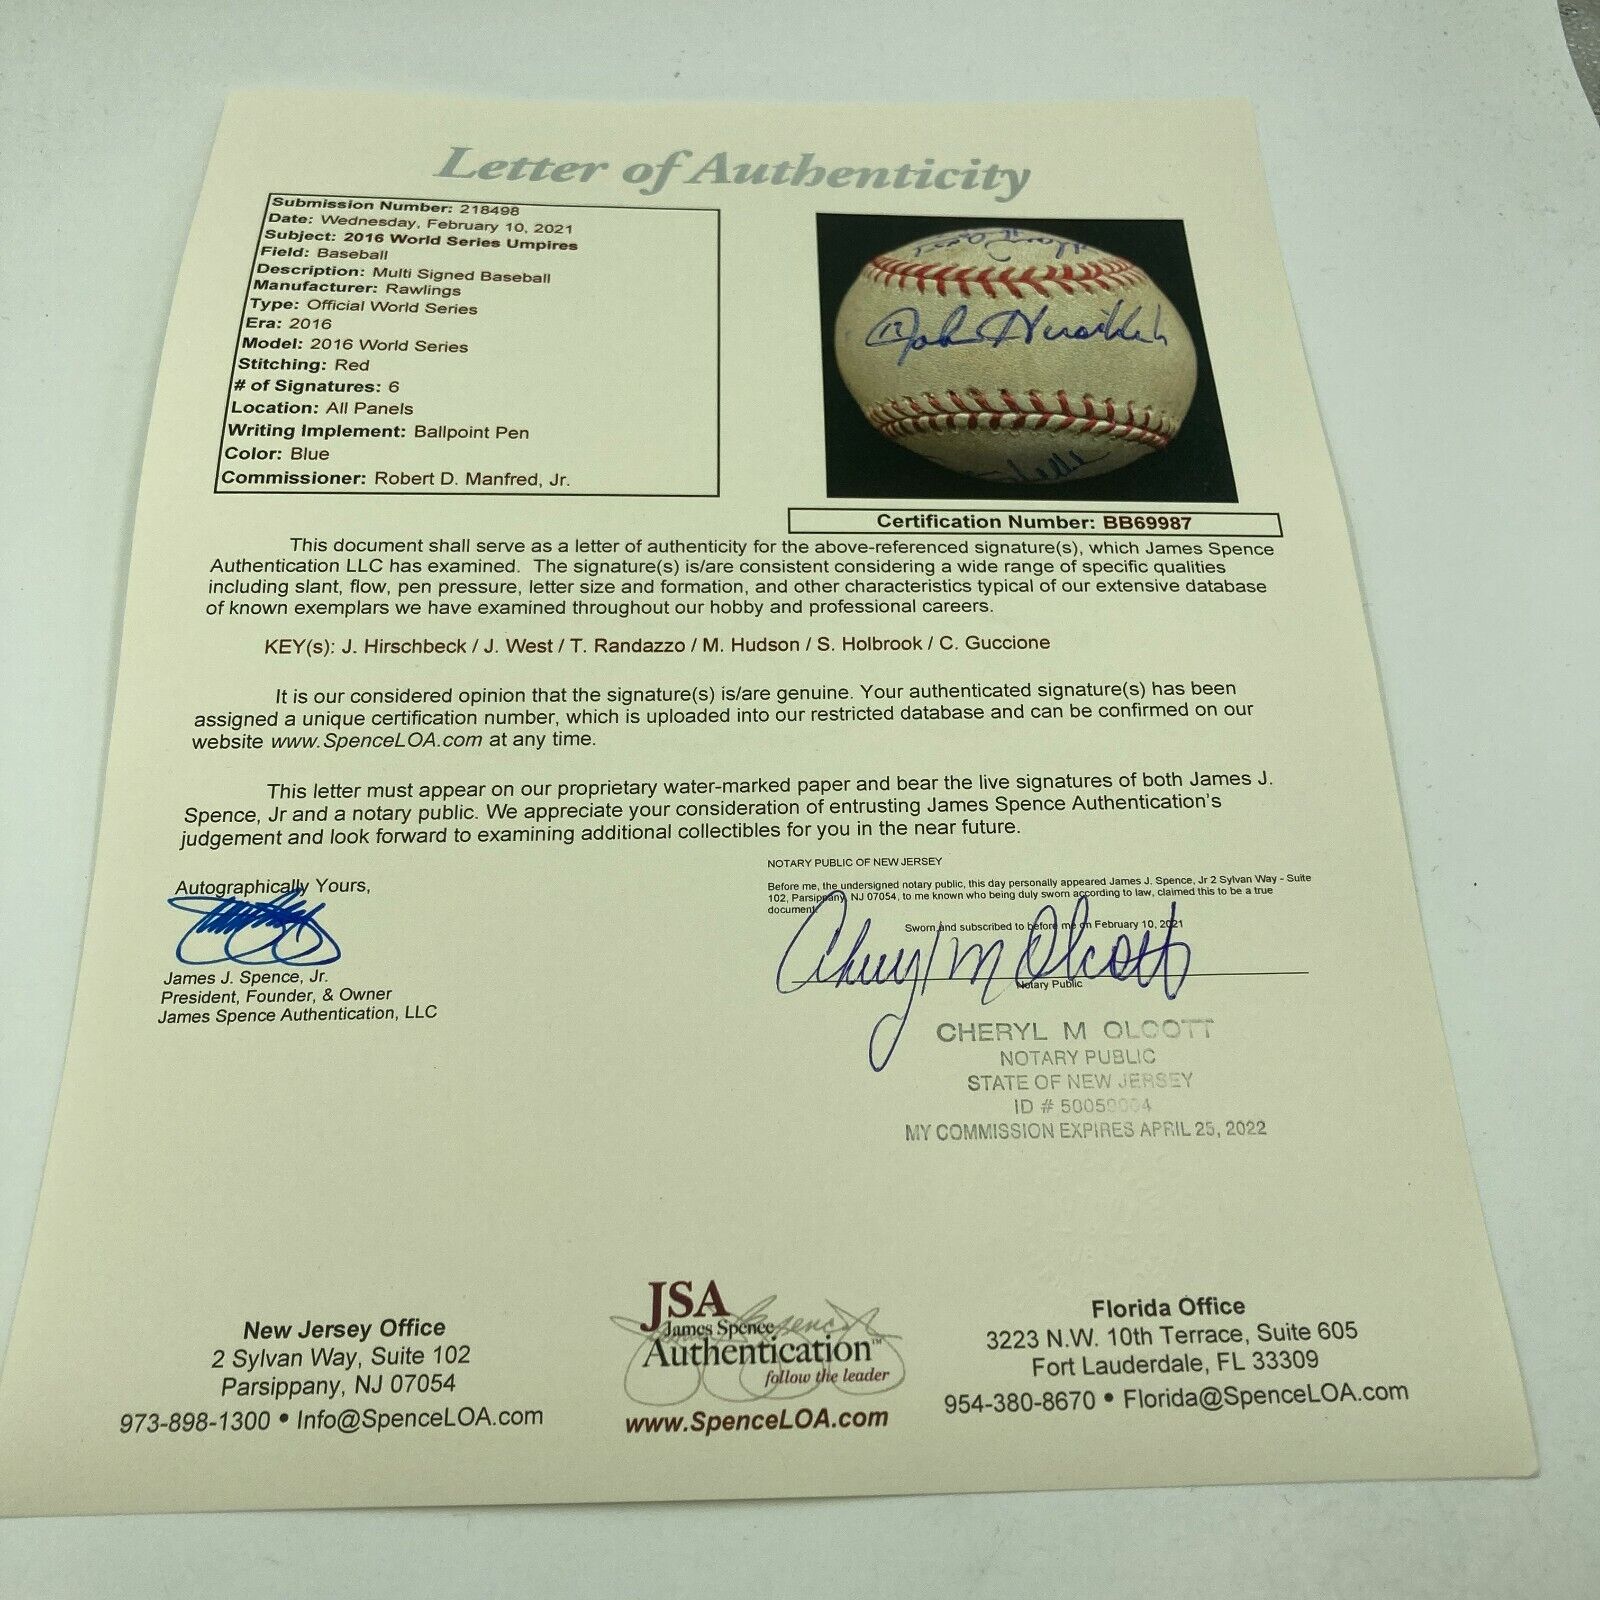 Letter of Authenticity
Submission Number: 218498
Date: Wednesday, February 10, 2021
Subject: 2016 World Series Umpires
Field: Baseball
Description: Multi Signed Baseball
Manufacturer: Rawlings
Type: Official World Series
Era: 2016
Model: 2016 World Series
Stitching: Red
# of Signatures: 6
Location: All Panels
Writing Implement: Ballpoint Pen
Color: Blue
Commissioner: Robert D. Manfred, Jr.
John Hirschbeck
Certification Number: BB69987
This document shall serve as a letter of authenticity for the above-referenced signature(s), which James Spence
Authentication LLC has examined. The signature(s) is/are consistent considering a wide range of specific qualities
including slant, flow, pen pressure, letter size and formation, and other characteristics typical of our extensive database
of known exemplars we have examined throughout our hobby and professional careers.
KEY(s): J. Hirschbeck / J. West / T. Randazzo / M. Hudson / S. Holbrook / C. Guccione
It is our considered opinion that the signature(s) is/are genuine. Your authenticated signature(s) has been
assigned a unique certification number, which is uploaded into our restricted database and can be confirmed on our
website www.SpenceLOA.com at any time.
This letter must appear on our proprietary water-marked paper and bear the live signatures of both James J.
Spence, Jr and a notary public. We appreciate your consideration of entrusting James Spence Authentication's
judgement and look forward to examining additional collectibles for you in the near future.
Autographically Yours,
James J. Spence, Jr.
President, Founder, & Owner
James Spence Authentication, LLC
NOTARY PUBLIC OF NEW JERSEY
Before me, the undersigned notary public, this day personally appeared James J. Spence, Jr 2 Sylvan Way - Suite
102, Parsippany, NJ 07054, to me known who being duly sworn according to law, claimed this to be a true
document.
Sworn and subscribed to before me on February 10, 2021
Cheryl M Olcott
Notary Public
CHERYL M OLCOTT
NOTARY PUBLIC
STATE OF NEW JERSEY
ID #
MY COMMISSION EXPIRES APRIL 25, 2022
New Jersey Office
2 Sylvan Way, Suite 102
Parsippany, NJ 07054
973-898-1300 • Info@SpenceLOA.com
JSA
James Spence
Authentication™
follow the leader
www.SpenceLOA.com
Florida Office
3223 N.W. 10th Terrace, Suite 605
Fort Lauderdale, FL 33309
954-380-8670 • Florida@SpenceLOA.com